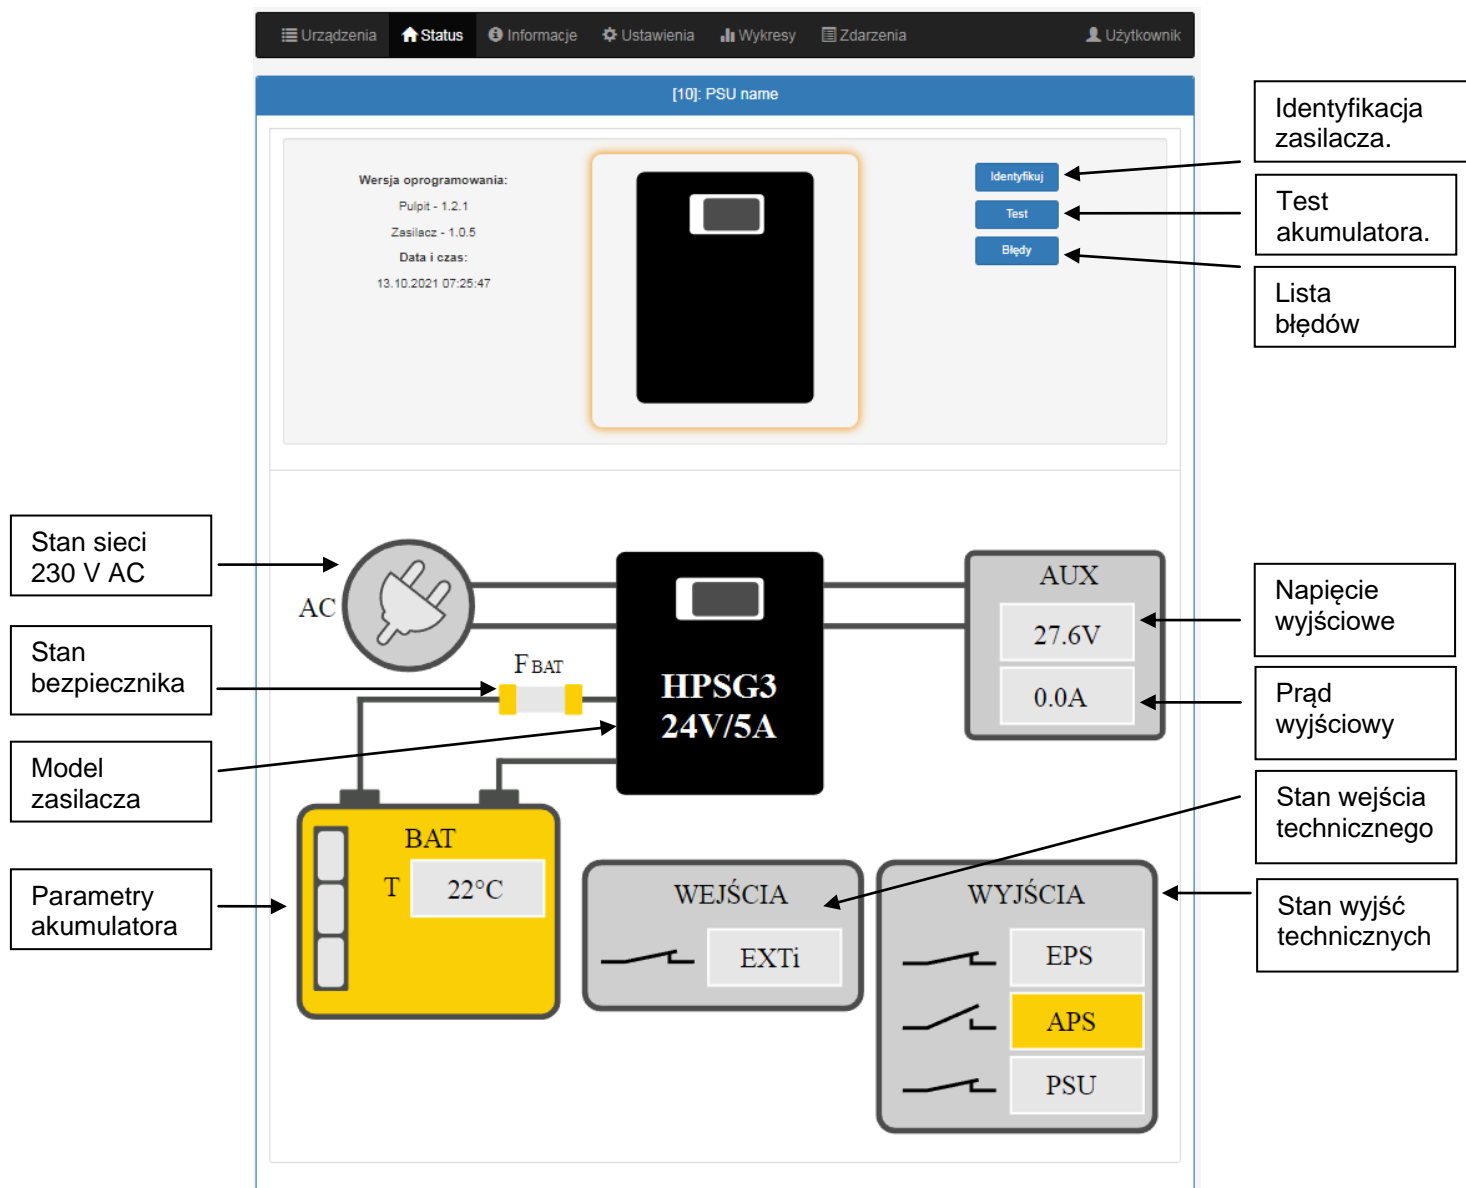 Urządzenia Status Informacje Ustawienia Wykresy Zdarzenia Użytkownik
[10]: PSU name
Wersja oprogramowania:
Pulpit - 1.2.1
Zasilacz - 1.0.5
Data i czas:
13.10.2021 07:25:47
Identyfikuj
Test
Błędy
Identyfikacja
zasilacza.
Test
akumulatora.
Lista
błędów
Stan sieci
230 V AC
Stan
bezpiecznika
Model
zasilacza
Parametry
akumulatora
AC
F BAT
HPSG3
24V/5A
AUX
27.6V
0.0A
Napięcie
wyjściowe
Prąd
wyjściowy
Stan wejścia
technicznego
Stan wyjść
technicznych
BAT
T 22°C
WEJŚCIA
EXTi
WYJŚCIA
EPS
APS
PSU